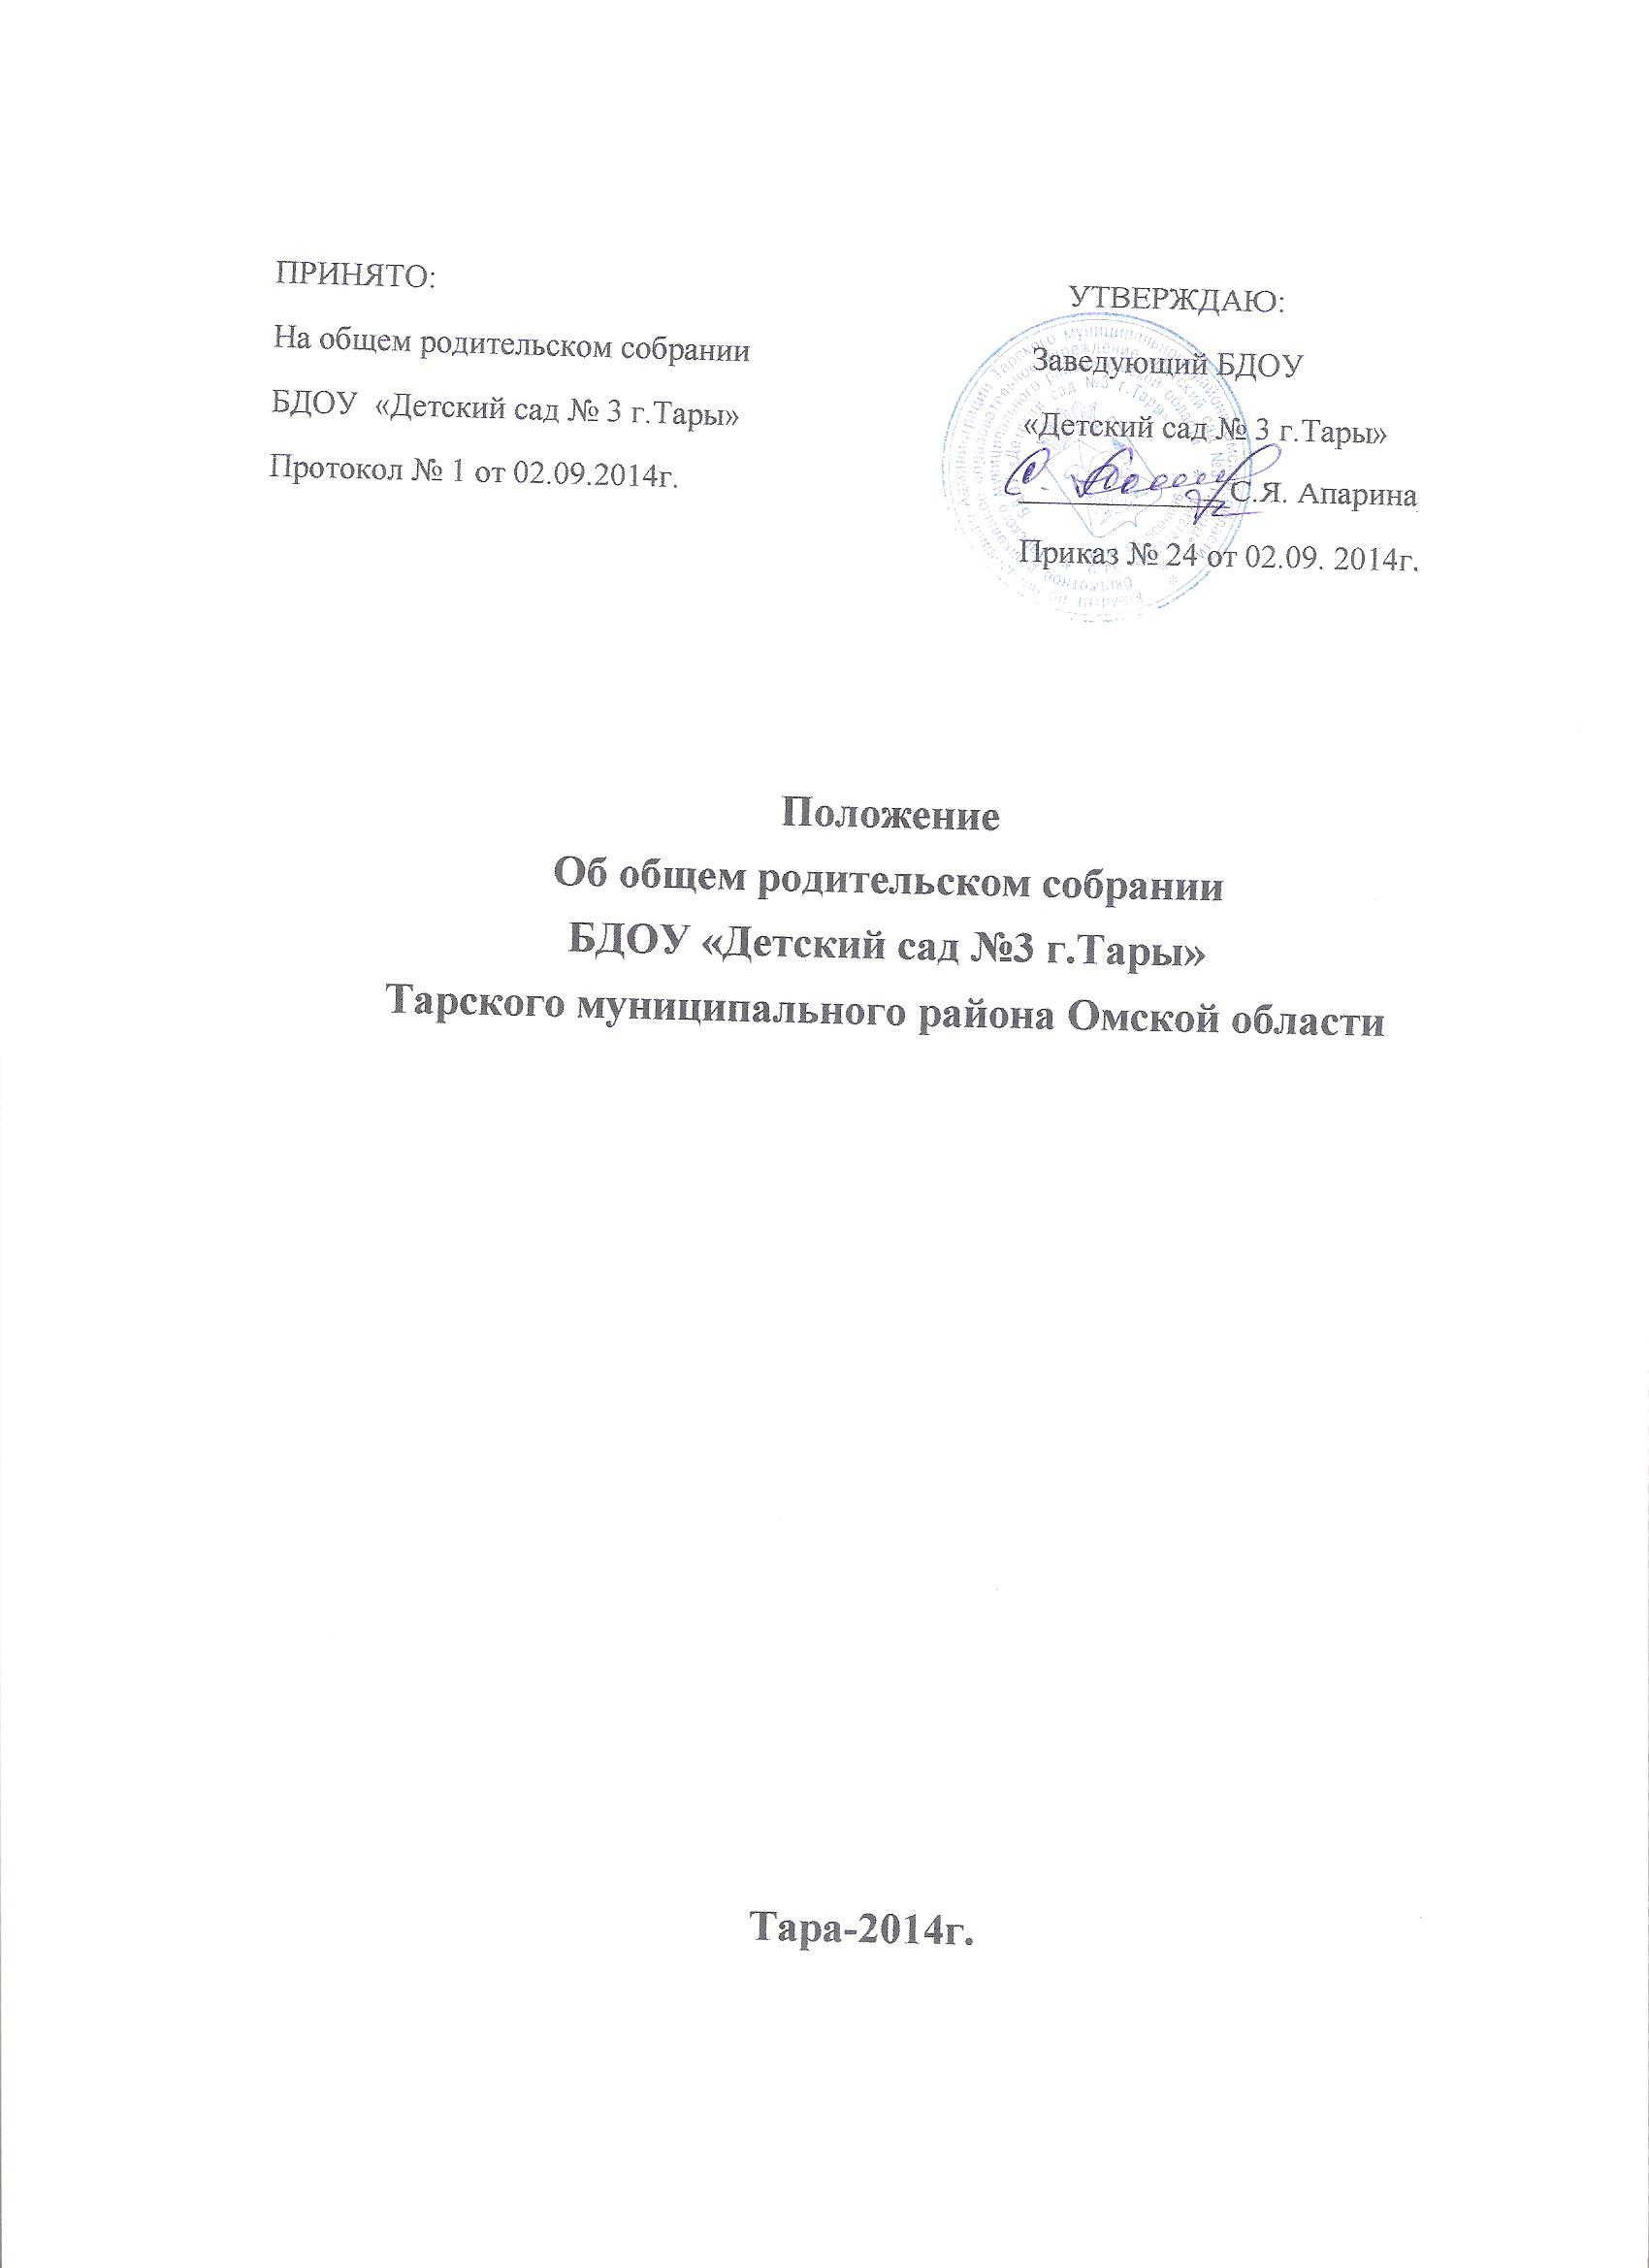 ПРИНЯТО:
На общем родительском собрании
БДОУ «Детский сад № 3 г.Тары»
Протокол № 1 от 02.09.2014г.
УТВЕРЖДАЮ:
Заведующий БДОУ
«Детский сад № 3 г.Тары»
С.Я. Апарина
Приказ № 24 от 02.09. 2014г.
Положение
Об общем родительском собрании
БДОУ «Детский сад №3 г.Тары»
Тарского муниципального района Омской области
Тара-2014г.